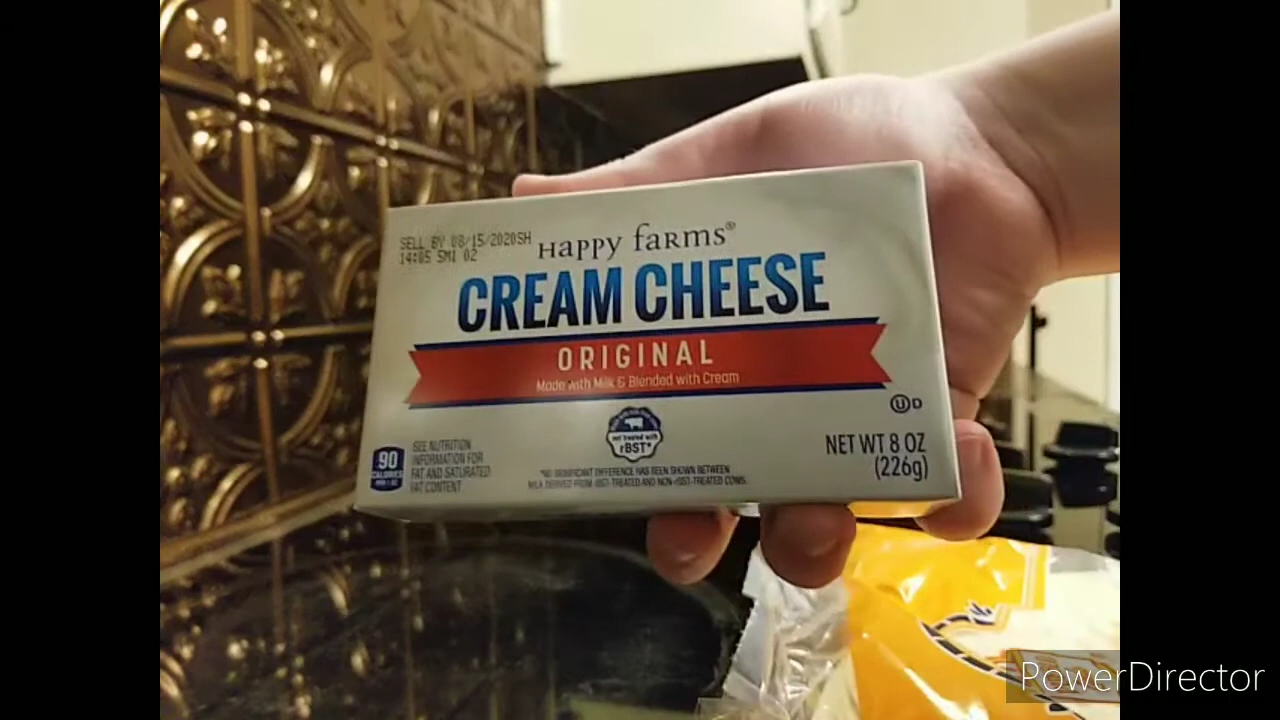 SELL BY 08/15/2020SH
14:05 SM1 02
Happy farms®
CREAM CHEESE
ORIGINAL
Made with Milk & Blended with Cream
not treated with
rBST*
U D
90
CALORIES
PER 1 OZ
SEE NUTRITION
INFORMATION FOR
FAT AND SATURATED
FAT CONTENT
*NO SIGNIFICANT DIFFERENCE HAS BEEN SHOWN BETWEEN
MILK DERIVED FROM rBST-TREATED AND NON-rBST-TREATED COWS.
NET WT 8 OZ
(226g)
PowerDirector